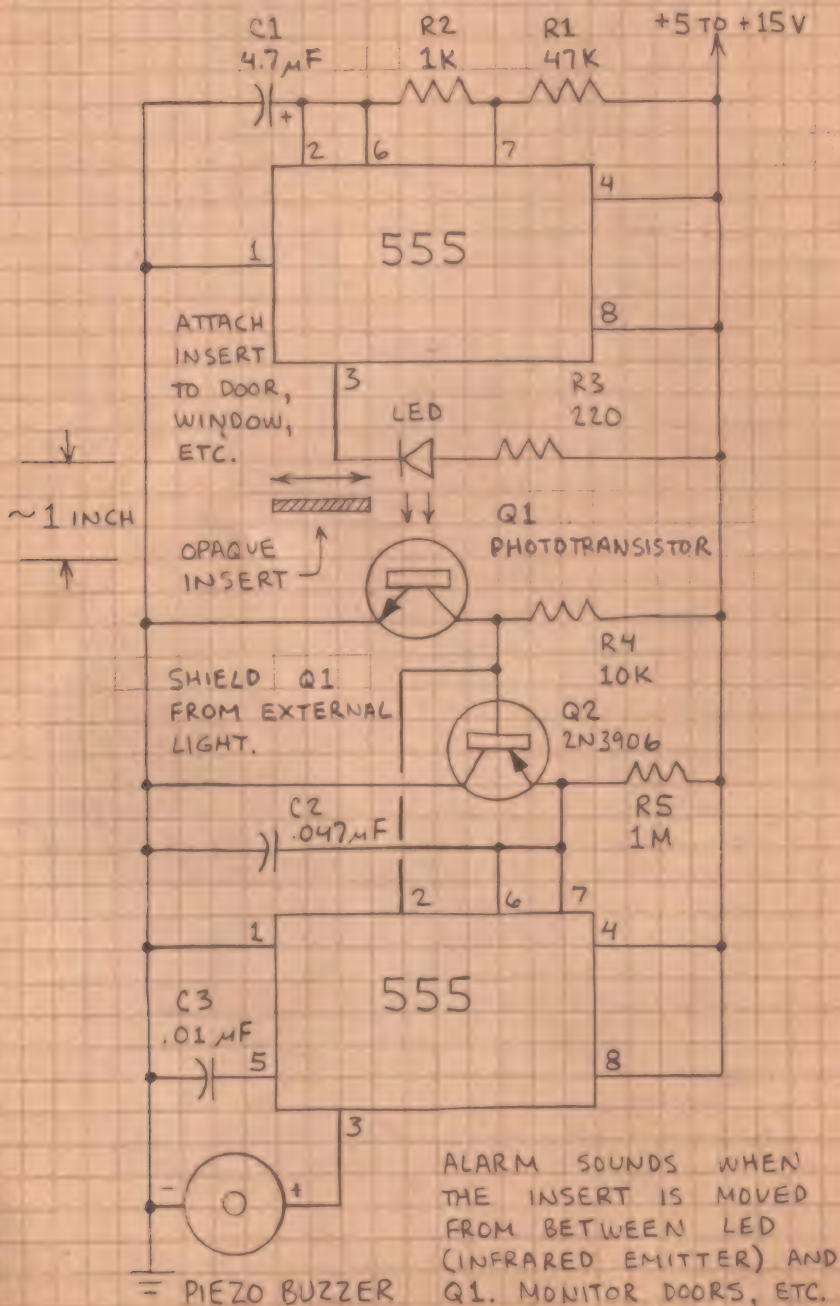 C1
4.7µF
R2
1K
R1
47K
+5 TO +15V
+
2
6
7
4
555
1
8
ATTACH
INSERT
TO DOOR,
WINDOW,
ETC.
3
LED
R3
220
~1 INCH
OPAQUE
INSERT
Q1
PHOTOTRANSISTOR
R4
10K
SHIELD Q1
FROM EXTERNAL
LIGHT.
Q2
2N3906
R5
1M
C2
.047µF
2
6
7
1
4
555
C3
.01µF
5
8
3
-
+
PIEZO BUZZER
ALARM SOUNDS WHEN
THE INSERT IS MOVED
FROM BETWEEN LED
(INFRARED EMITTER) AND
Q1. MONITOR DOORS, ETC.